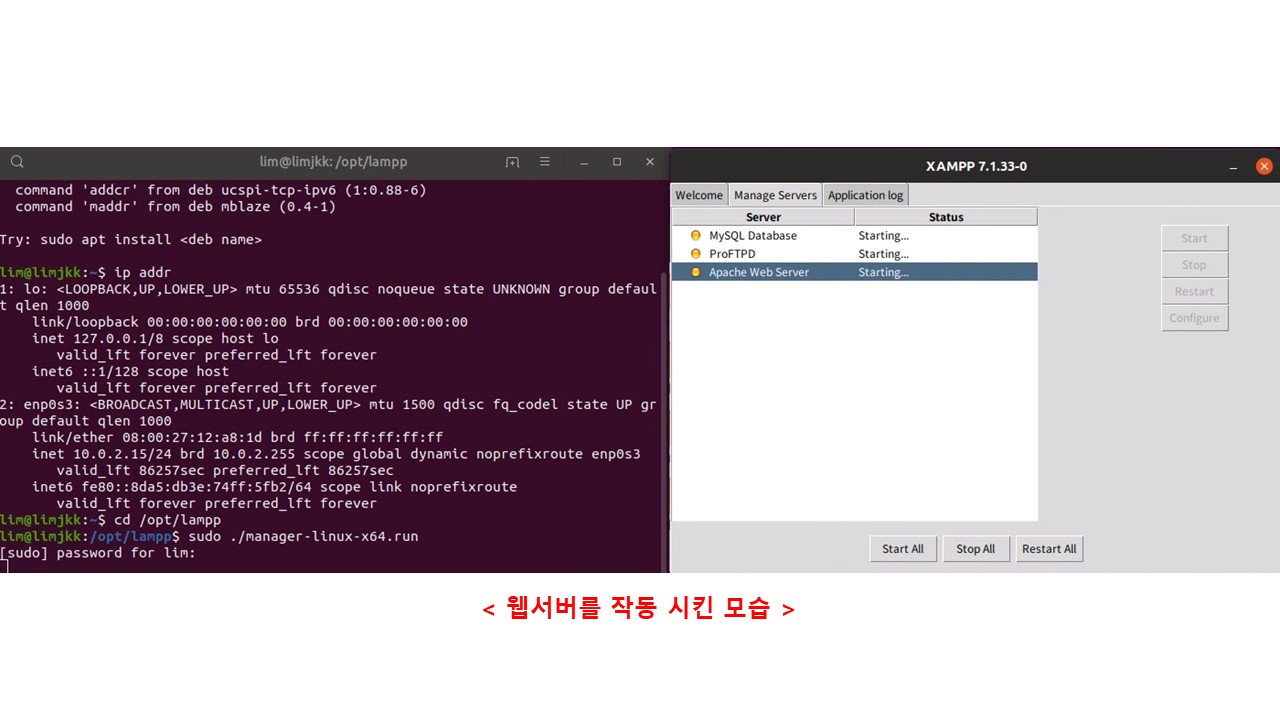 lim@limjkk: /opt/lampp
command 'addcr' from deb ucspi-tcp-ipv6 (1:0.88-6)
command 'maddr' from deb mblaze (0.4-1)
Try: sudo apt install <deb name>
lim@limjkk:~$ ip addr
1: lo: <LOOPBACK,UP,LOWER_UP> mtu 65536 qdisc noqueue state UNKNOWN group defaul
t qlen 1000
link/loopback 00:00:00:00:00:00 brd 00:00:00:00:00:00
inet 127.0.0.1/8 scope host lo
valid_lft forever preferred_lft forever
inet6 ::1/128 scope host
valid_lft forever preferred_lft forever
2: enp0s3: <BROADCAST,MULTICAST,UP,LOWER_UP> mtu 1500 qdisc fq_codel state UP gr
oup default qlen 1000
link/ether 08:00:27:12:a8:1d brd ff:ff:ff:ff:ff:ff
inet 10.0.2.15/24 brd 10.0.2.255 scope global dynamic noprefixroute enp0s3
valid_lft 86257sec preferred_lft 86257sec
inet6 fe80::8da5:db3e:74ff:5fb2/64 scope link noprefixroute
valid_lft forever preferred_lft forever
lim@limjkk:~$ cd /opt/lampp
lim@limjkk:/opt/lampp$ sudo ./manager-linux-x64.run
[sudo] password for lim:
XAMPP 7.1.33-0
Welcome Manage Servers Application log
Server Status
MySQL Database Starting...
ProFTPD Starting...
Apache Web Server Starting...
Start
Stop
Restart
Configure
Start All Stop All Restart All
< 웹서버를 작동 시킨 모습 >